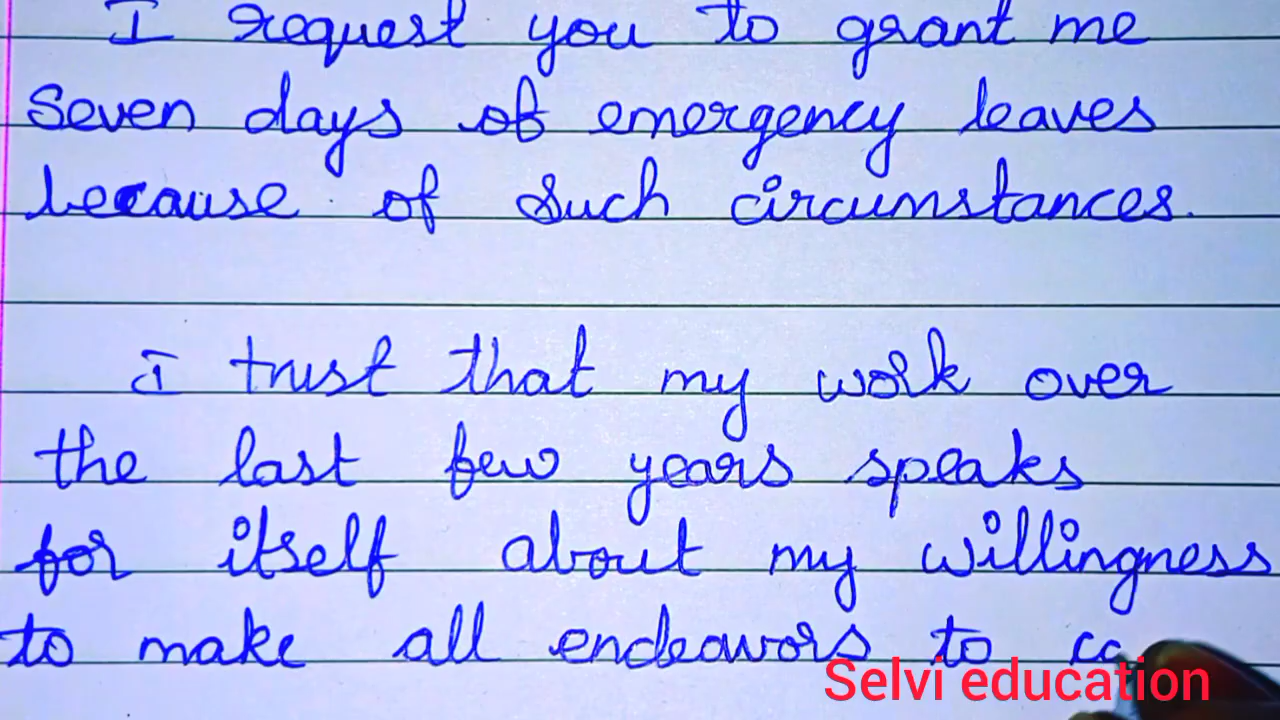 I request you to grant me
Seven days of emergency leaves
because of Such circumstances.
I trust that my work over
the last few years speaks
for itself about my willingness
to make all endeavors to
Selvi education